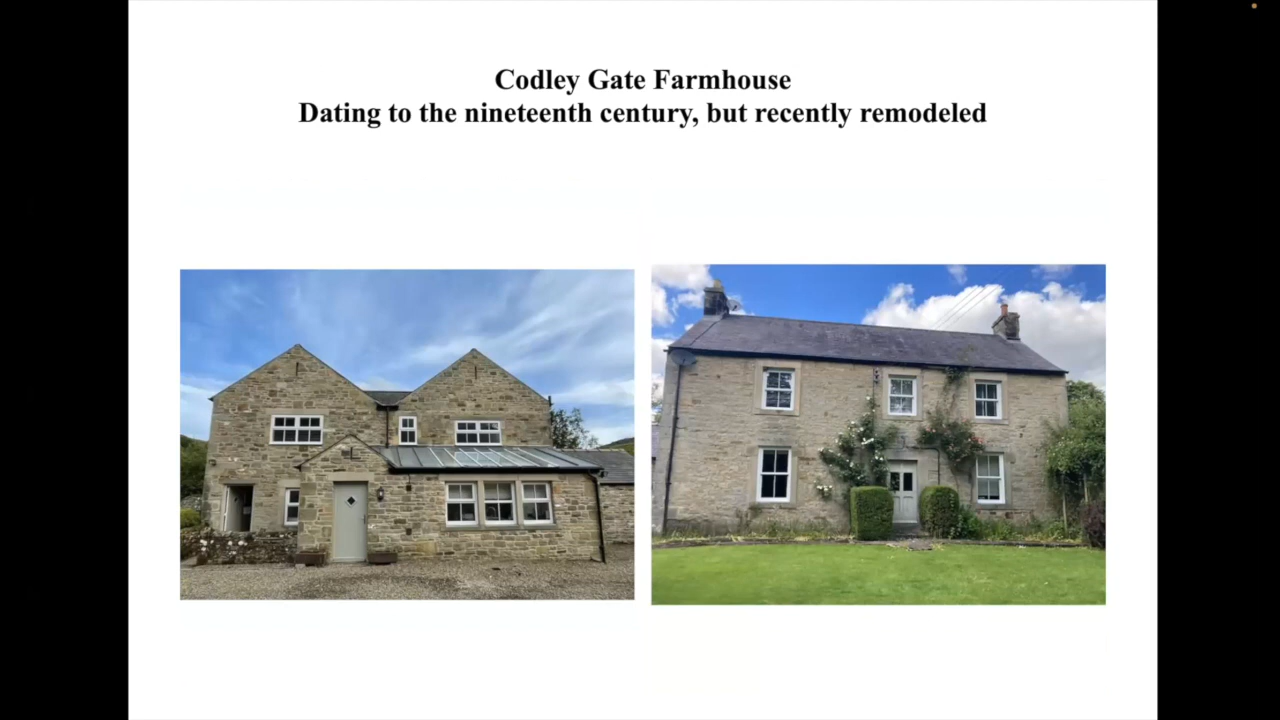 Codley Gate Farmhouse
Dating to the nineteenth century, but recently remodeled